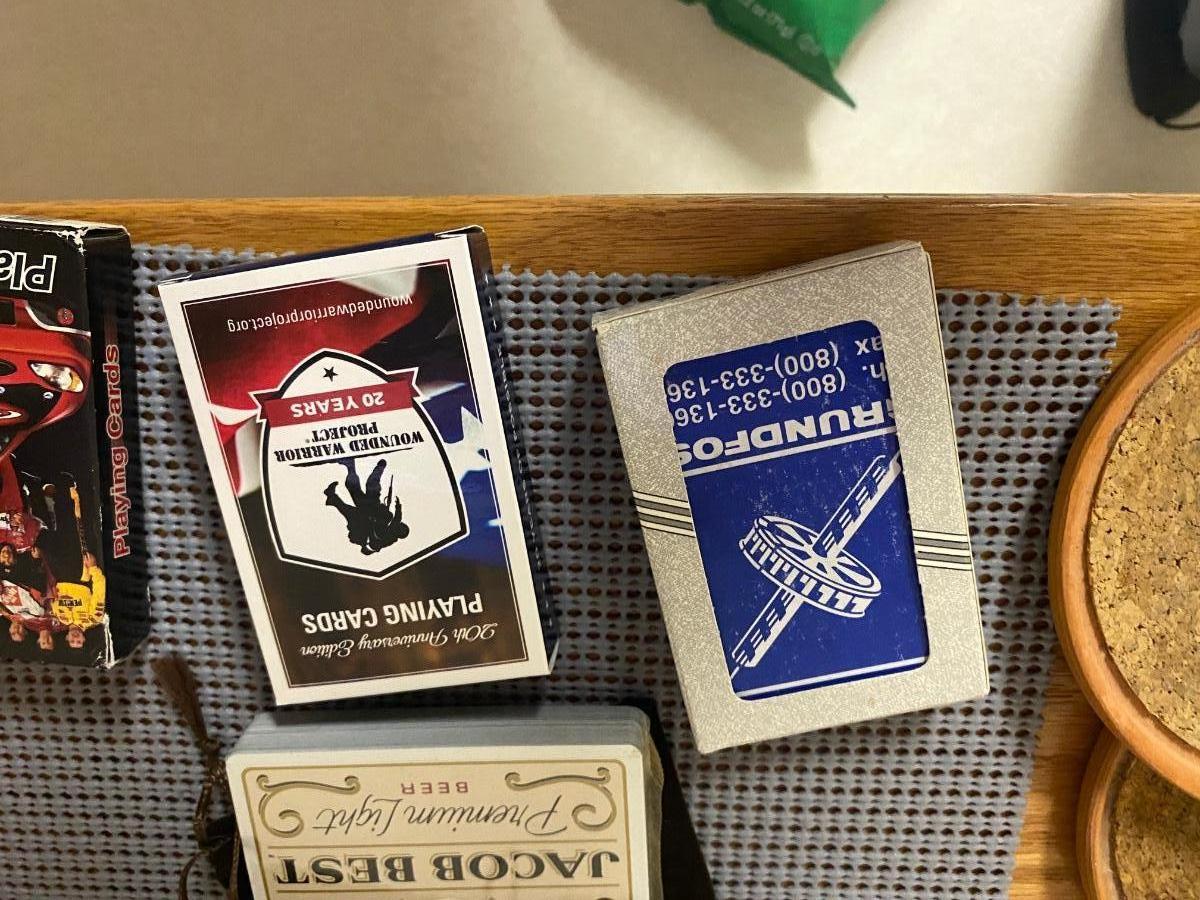 Pla
Playing Cards
20th Anniversary Edition
PLAYING CARDS
WOUNDED WARRIOR
PROJECT®
20 YEARS
woundedwarriorproject.org
RUNDFOS
(800)-333-136
ax (800)-333-136
JACOB BEST
Premium Light
BEER